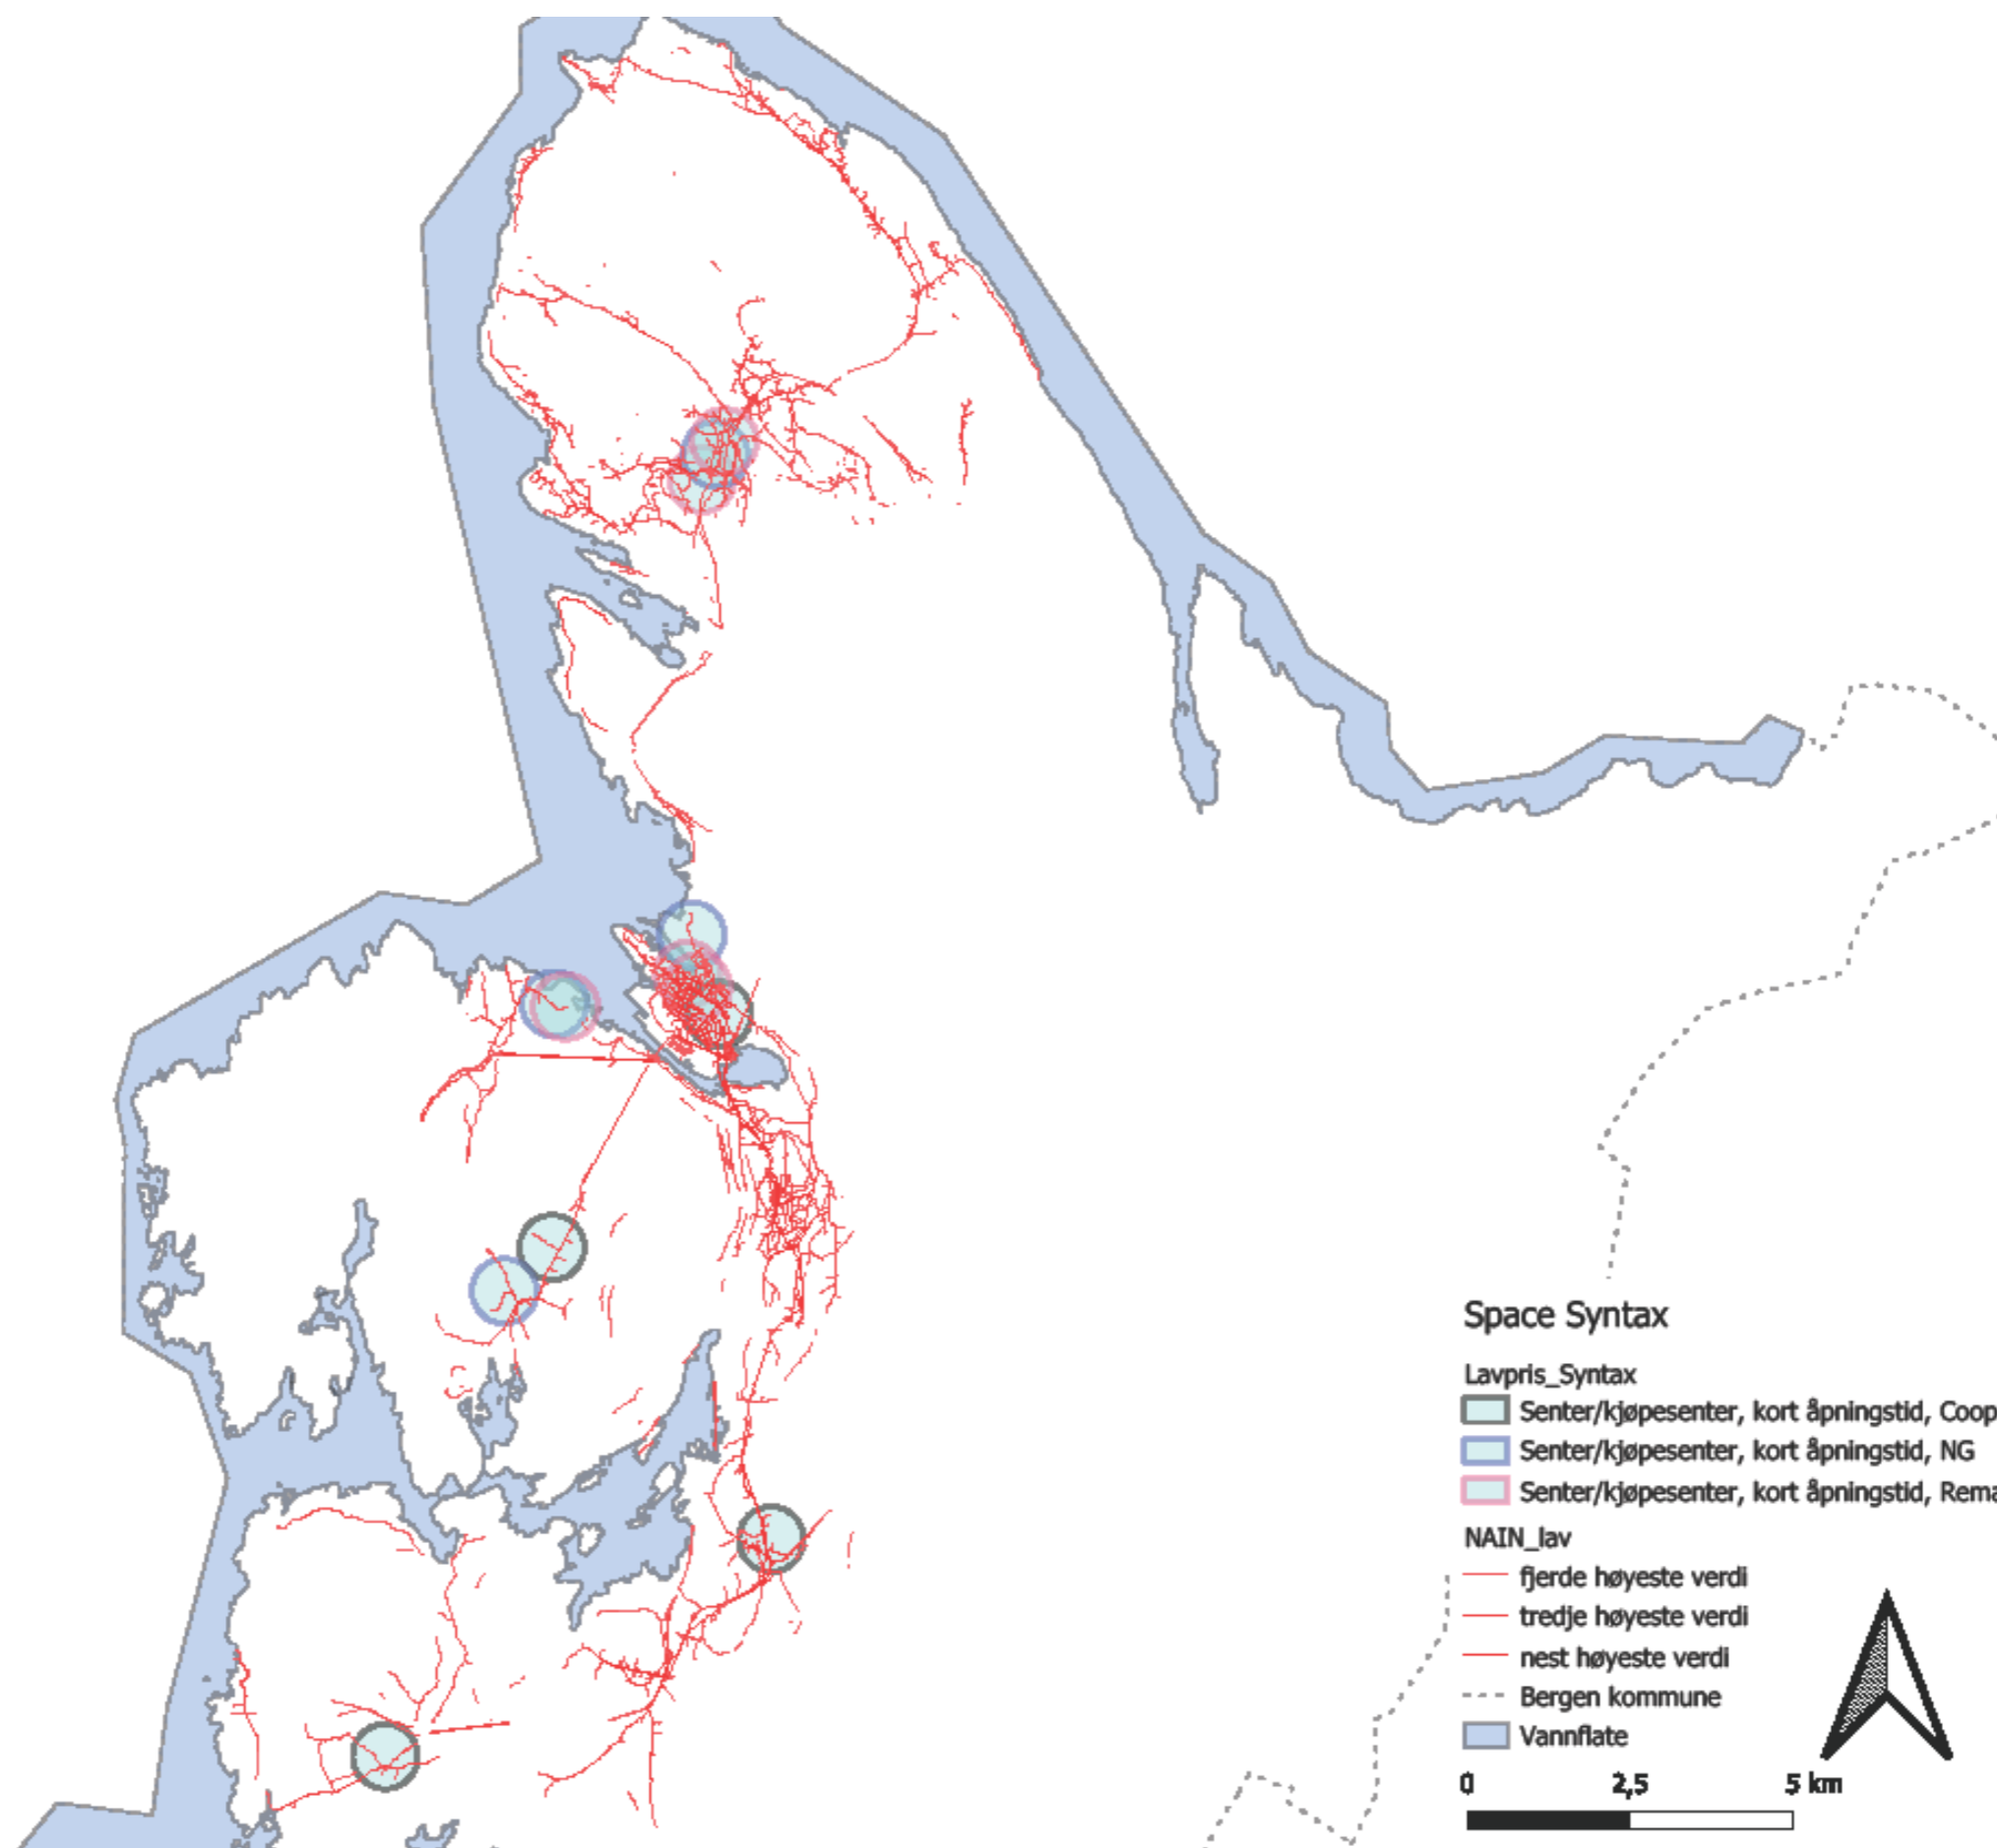 Space Syntax
Lavpris_Syntax
Senter/kjøpesenter, kort åpningstid, Coop
Senter/kjøpesenter, kort åpningstid, NG
Senter/kjøpesenter, kort åpningstid, Rema
NAIN_lav
fjerde høyeste verdi
tredje høyeste verdi
nest høyeste verdi
Bergen kommune
Vannflate
0 2,5 5 km